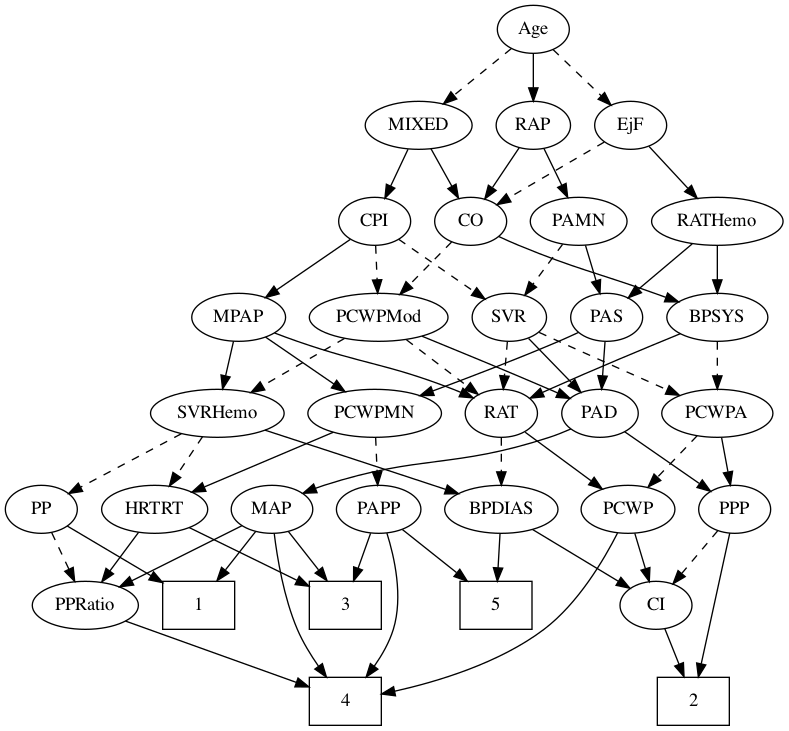 Age
MIXED RAP EjF
CPI CO PAMN RATHemo
MPAP PCWPMod SVR PAS BPSYS
SVRHemo PCWPMN RAT PAD PCWPA
PP HRTRT MAP PAPP BPDIAS PCWP PPP
PPRatio 1 3 5 CI
4 2